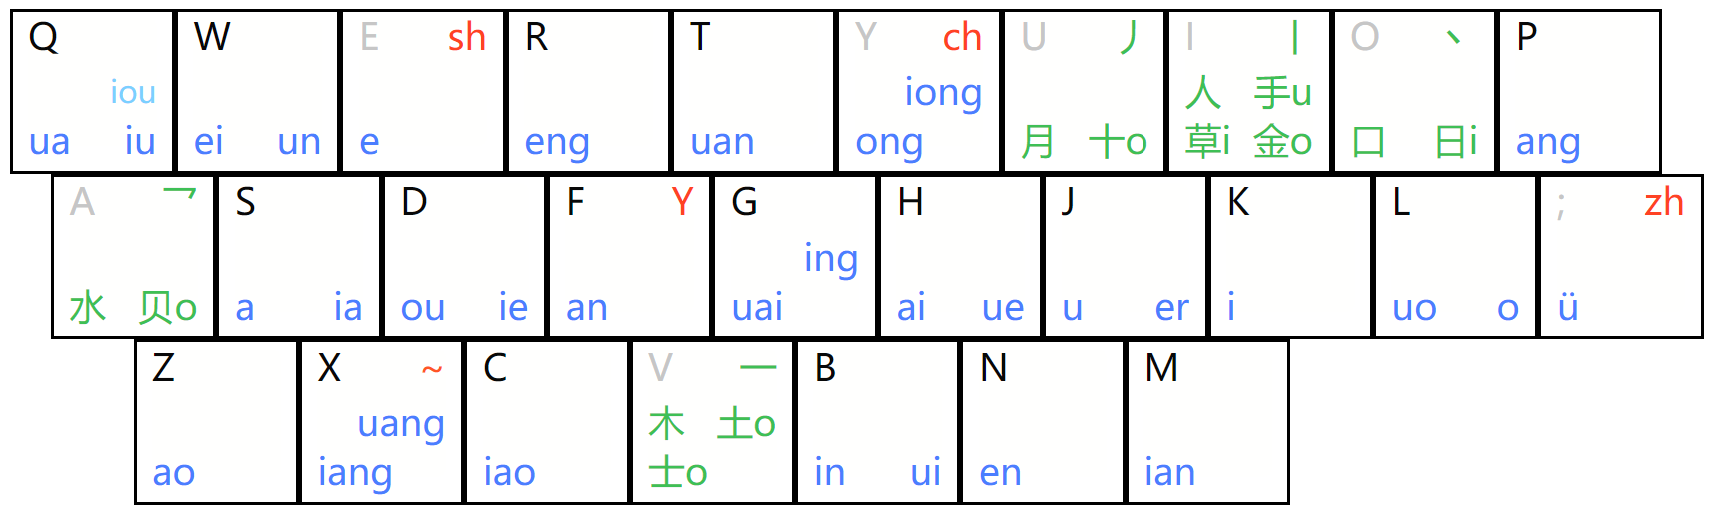 Q W E sh R T Y ch U 丿 I 丨 O 丶 P
iou iong 人 手u
ua iu ei un e eng uan ong 月 十o 草i 金o 口 日i ang
A 乛 S D F Y G H J K L ; zh
ing
水 贝o a ia ou ie an uai ai ue u er i uo o ü
Z X ~ C V 一 B N M
uang 木 土o
ao iang iao 士o in ui en ian